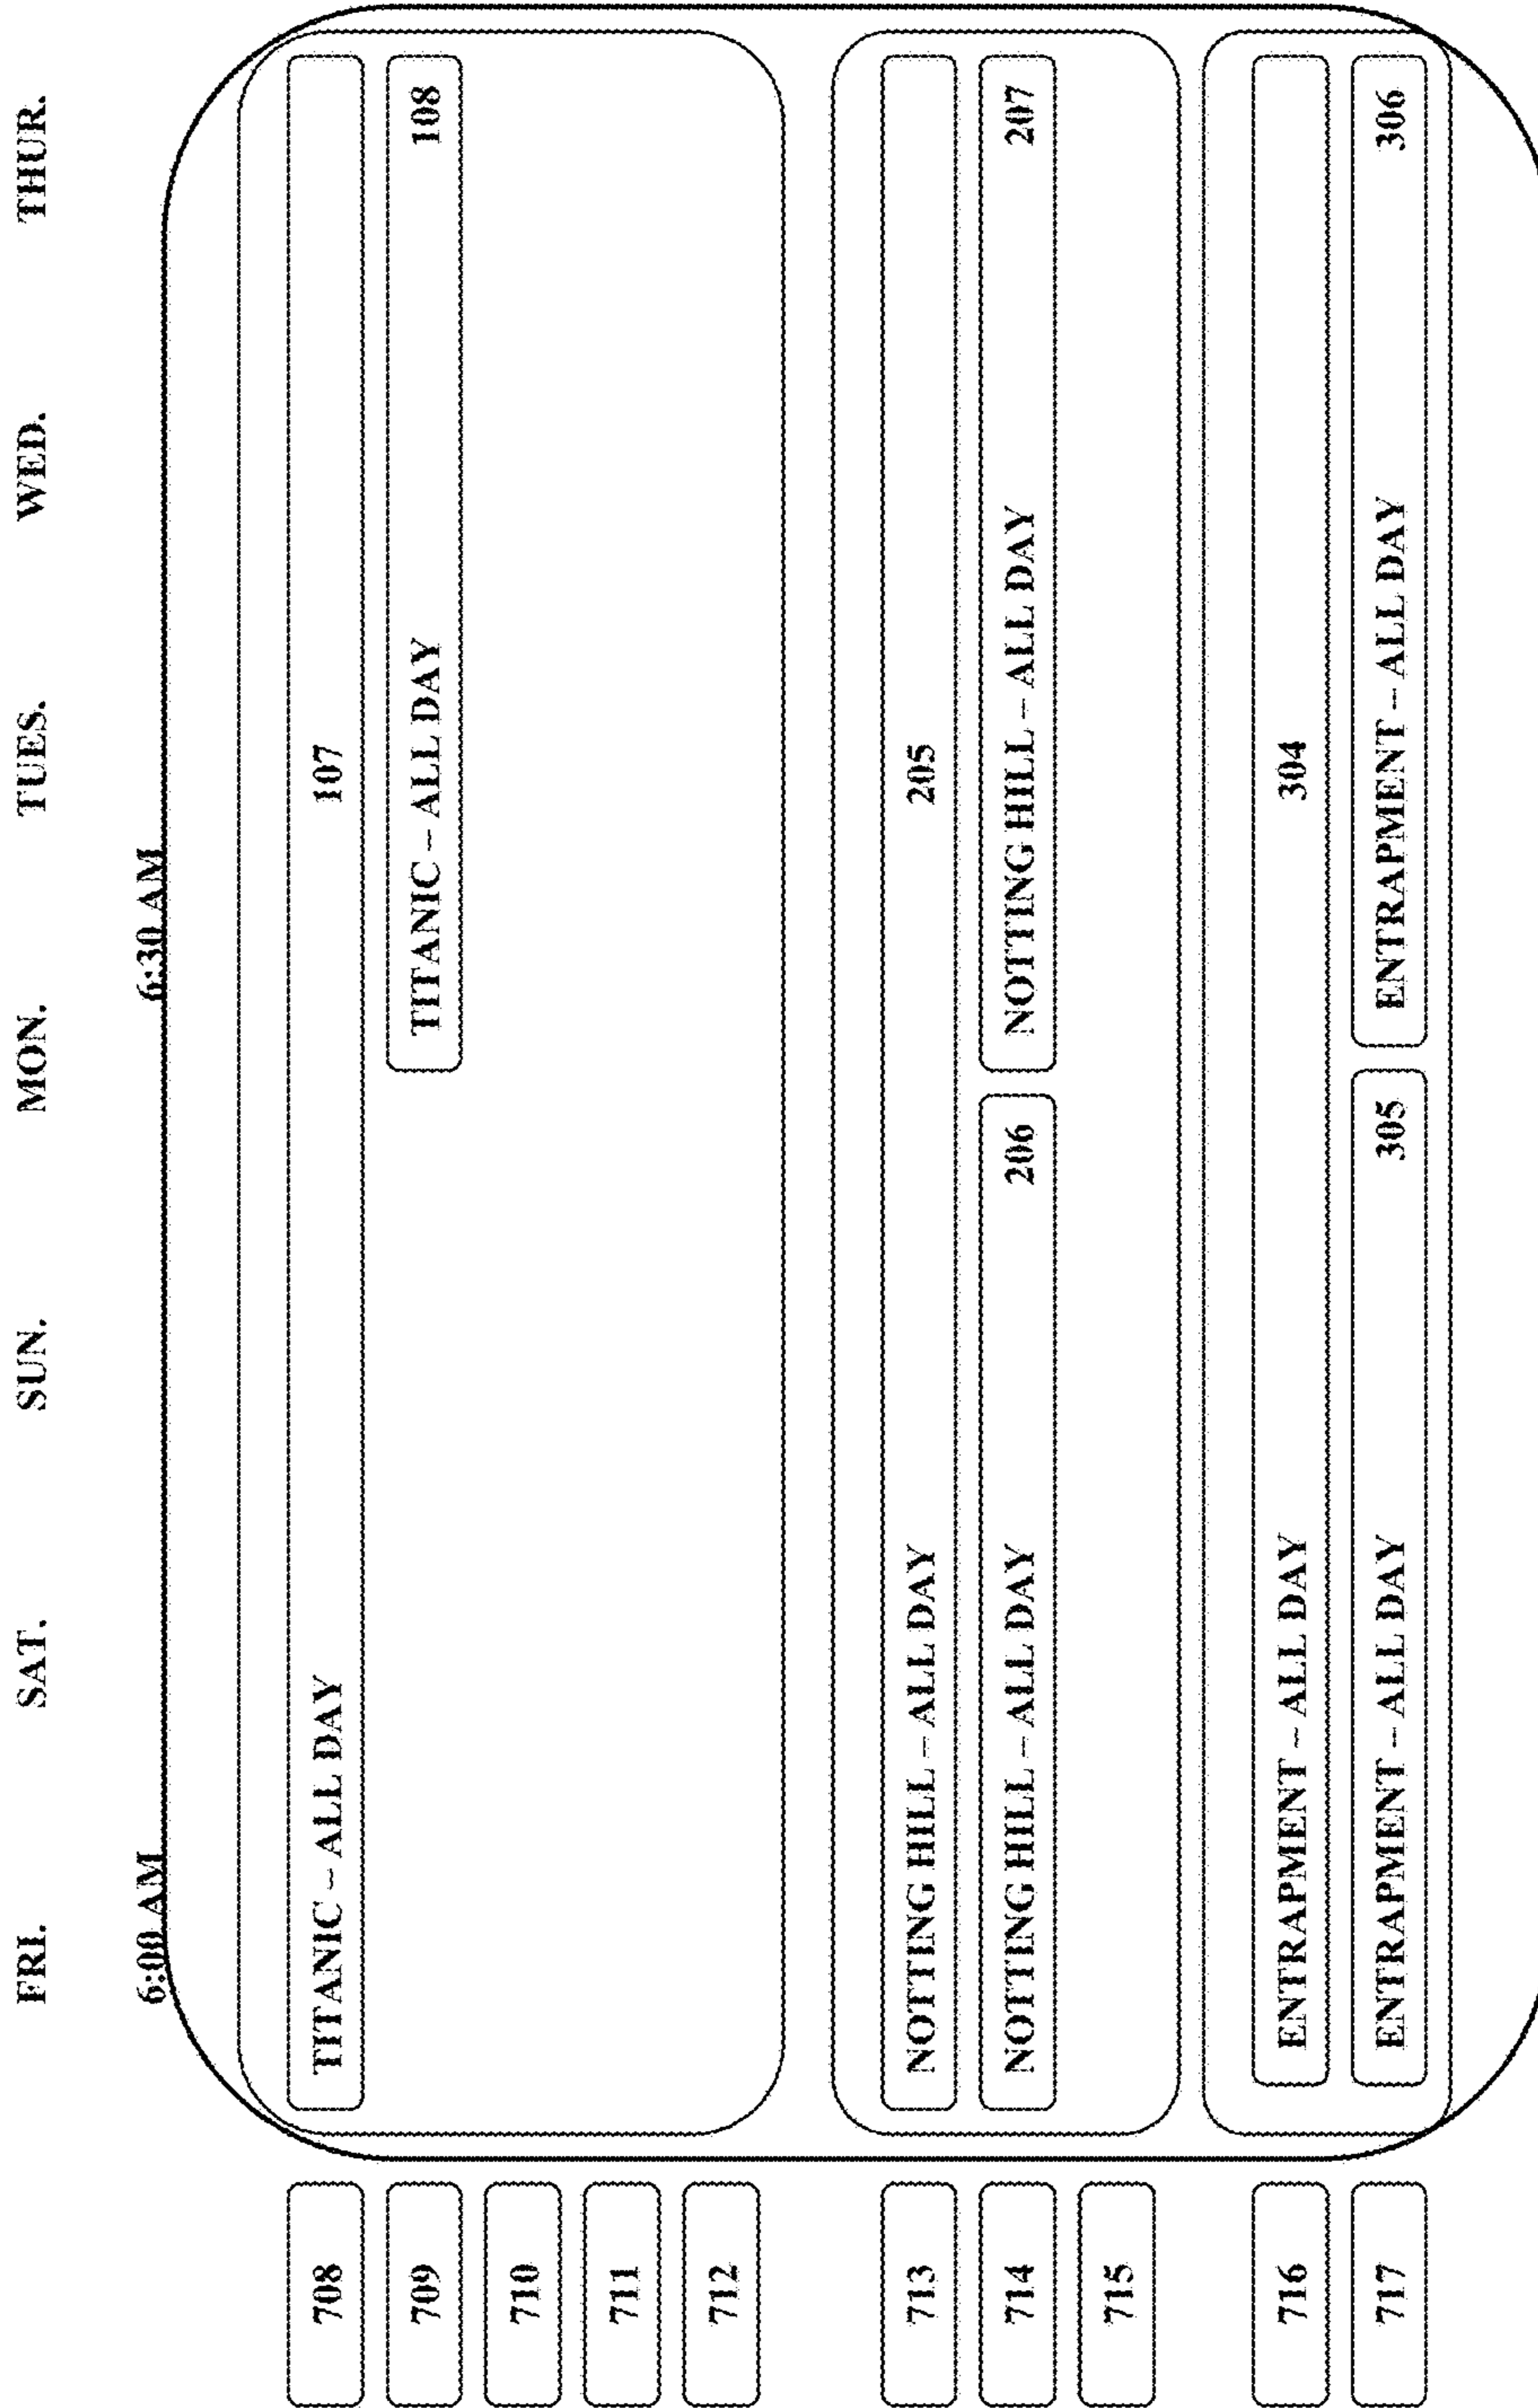 FRI. SAT. SUN. MON. TUES. WED. THUR.
6:00 AM 6:30 AM
708 TITANIC – ALL DAY 107
709 TITANIC – ALL DAY 108
710
711
712
713 NOTTING HILL – ALL DAY 205
714 NOTTING HILL – ALL DAY 206 NOTTING HILL – ALL DAY 207
715
716 ENTRAPMENT – ALL DAY 304
717 ENTRAPMENT – ALL DAY 305 ENTRAPMENT – ALL DAY 306